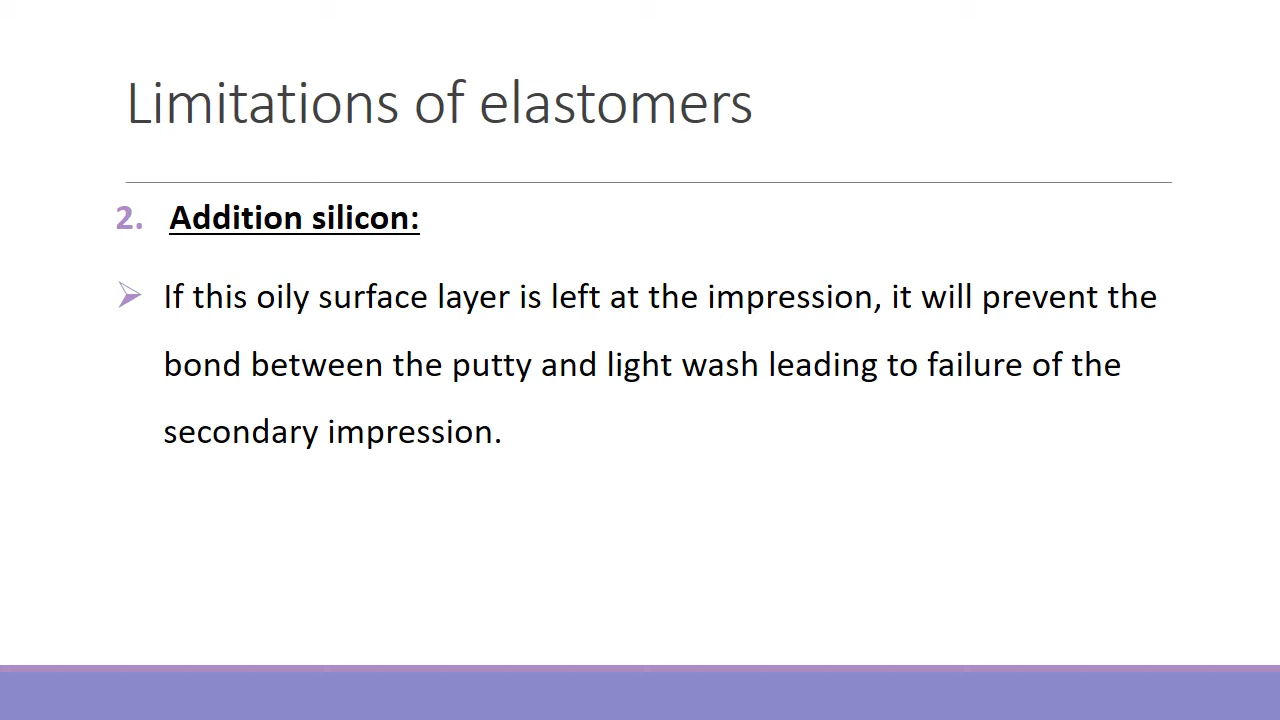 Limitations of elastomers
2. Addition silicon:
If this oily surface layer is left at the impression, it will prevent the
bond between the putty and light wash leading to failure of the
secondary impression.